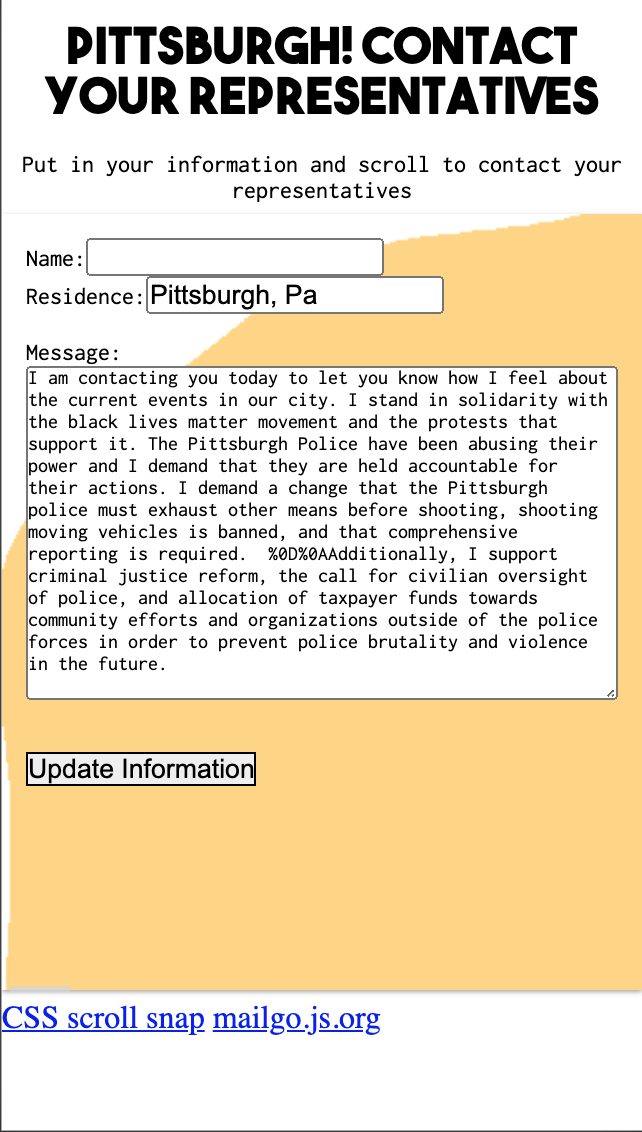 PITTSBURGH! CONTACT
YOUR REPRESENTATIVES
Put in your information and scroll to contact your
representatives
Name:
Residence: Pittsburgh, Pa
Message:
I am contacting you today to let you know how I feel about
the current events in our city. I stand in solidarity with
the black lives matter movement and the protests that
support it. The Pittsburgh Police have been abusing their
power and I demand that they are held accountable for
their actions. I demand a change that the Pittsburgh
police must exhaust other means before shooting, shooting
moving vehicles is banned, and that comprehensive
reporting is required.  %0D%0AAdditionally, I support
criminal justice reform, the call for civilian oversight
of police, and allocation of taxpayer funds towards
community efforts and organizations outside of the police
forces in order to prevent police brutality and violence
in the future.
Update Information
CSS scroll snap mailgo.js.org